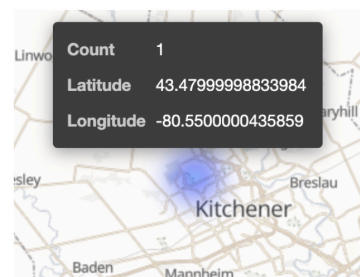 Linwo
Count 1
Latitude 43.47999998833984
Longitude -80.5500000435859
aryhill
esley
Breslau
Kitchener
Baden
Mannheim